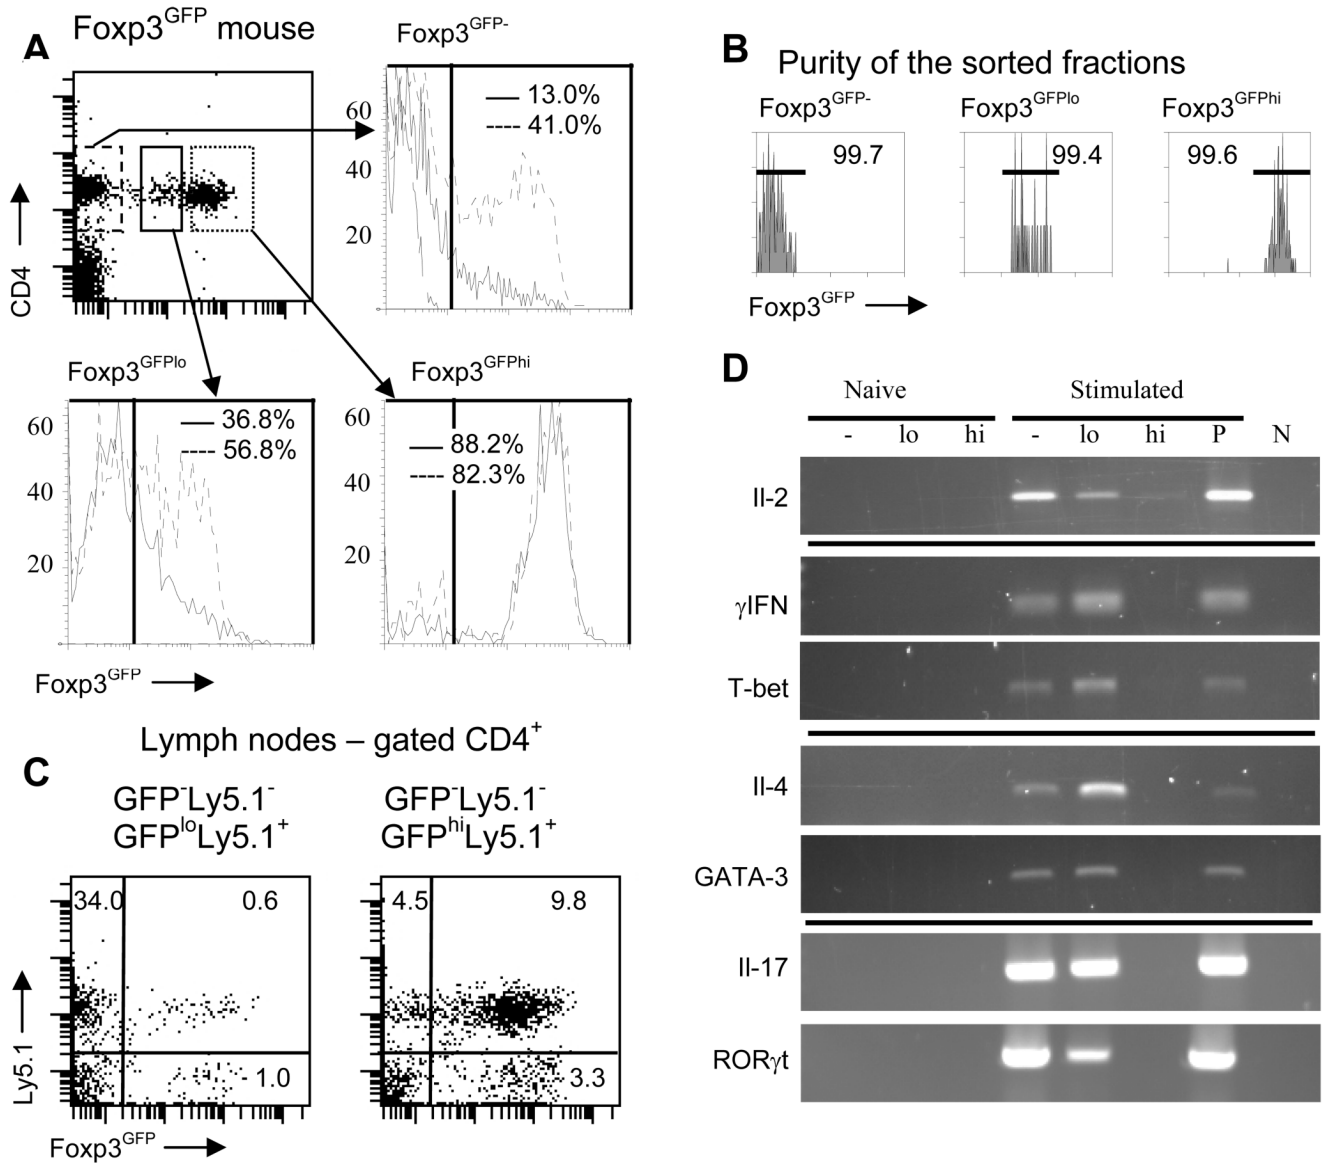 A
Foxp3GFP mouse
CD4
Foxp3GFP-
60
40
20
13.0%
41.0%
Foxp3GFPlo
60
40
20
36.8%
56.8%
Foxp3GFP
Foxp3GFPhi
60
40
20
88.2%
82.3%
B
Purity of the sorted fractions
Foxp3GFP-
Foxp3GFPlo
Foxp3GFPhi
99.7
99.4
99.6
Foxp3GFP
C
Lymph nodes – gated CD4+
GFP-Ly5.1-
GFPloLy5.1+
34.0
0.6
1.0
GFP-Ly5.1-
GFPhiLy5.1+
4.5
9.8
3.3
Ly5.1
Foxp3GFP
D
Naive
Stimulated
- lo hi - lo hi P N
Il-2
γIFN
T-bet
Il-4
GATA-3
Il-17
RORγt